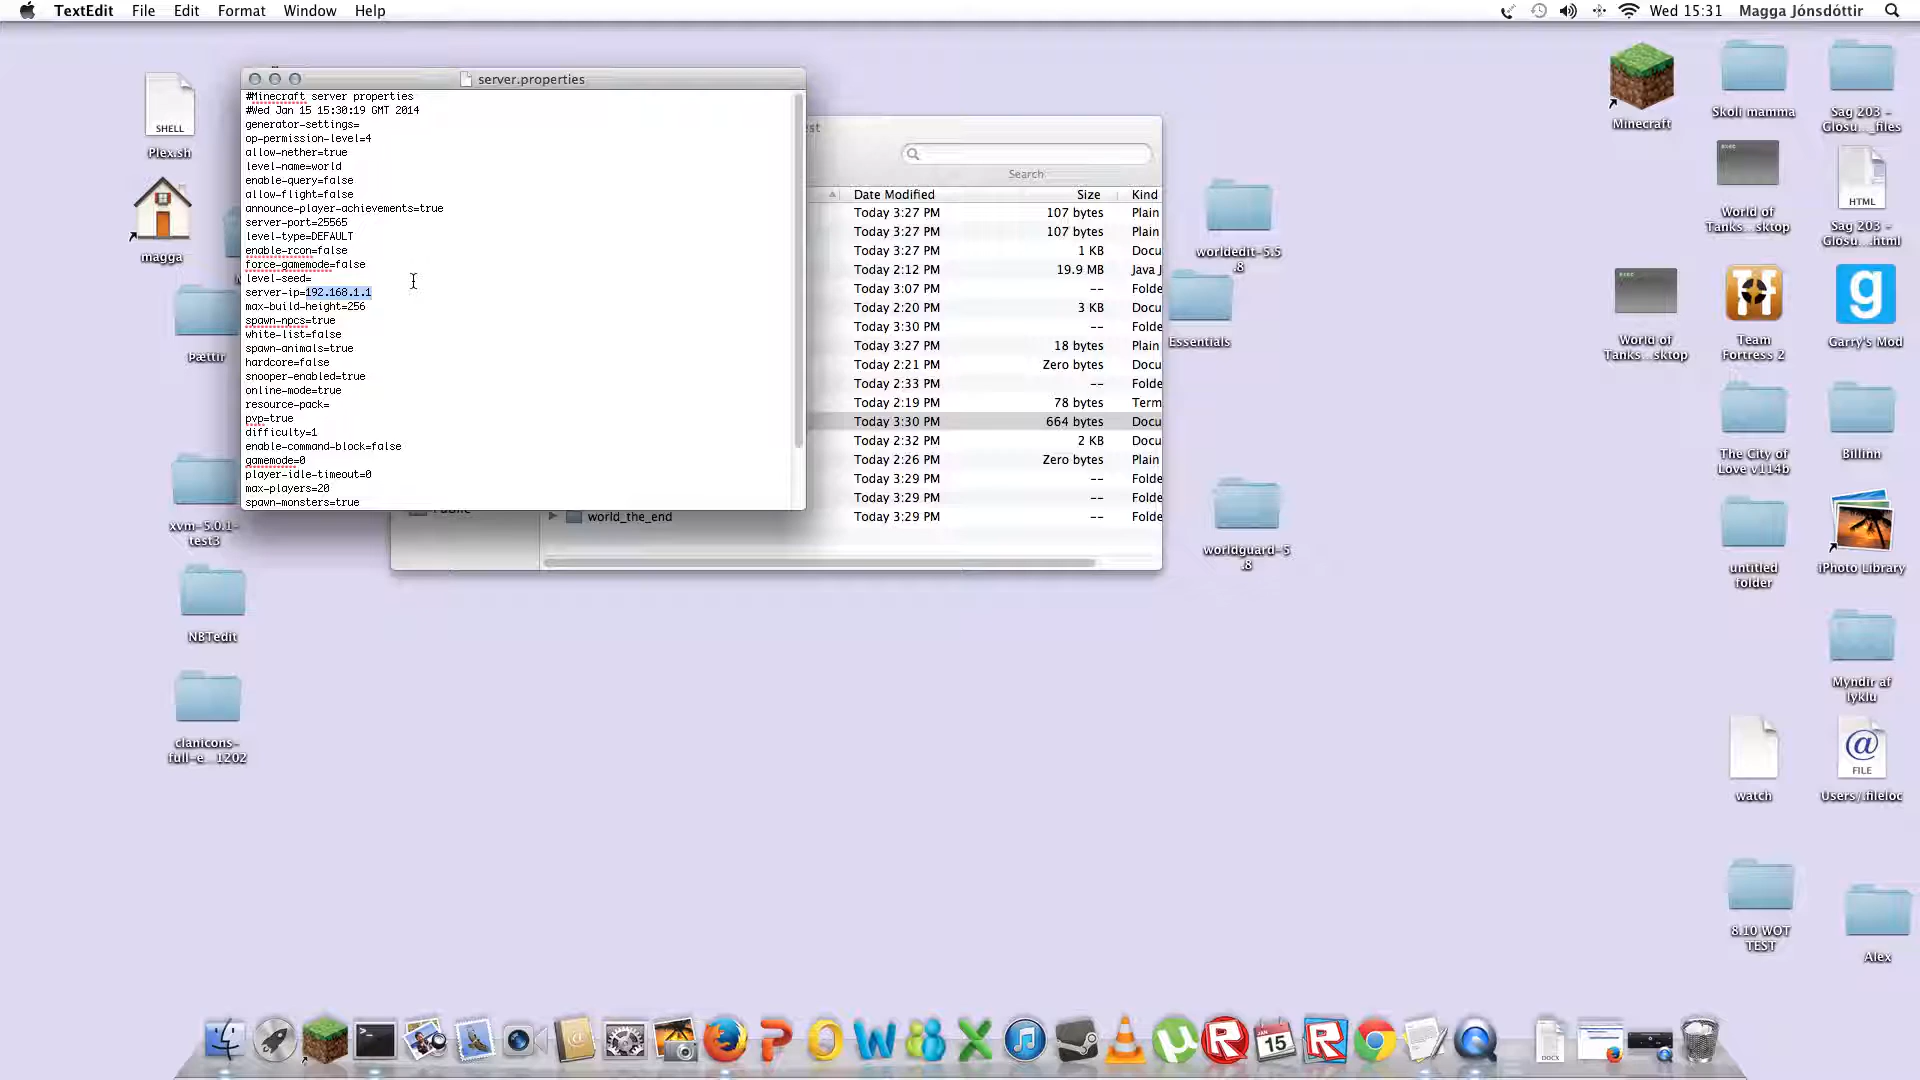 TextEdit File Edit Format Window Help
Wed 15:31 Magga Jónsdóttir
server.properties
#Minecraft server properties
#Wed Jan 15 15:30:19 GMT 2014
generator-settings=
op-permission-level=4
allow-nether=true
level-name=world
enable-query=false
allow-flight=false
announce-player-achievements=true
server-port=25565
level-type=DEFAULT
enable-rcon=false
force-gamemode=false
level-seed=
server-ip=192.168.1.1
max-build-height=256
spawn-npcs=true
white-list=false
spawn-animals=true
hardcore=false
snooper-enabled=true
online-mode=true
resource-pack=
pvp=true
difficulty=1
enable-command-block=false
gamemode=0
player-idle-timeout=0
max-players=20
spawn-monsters=true
Search
Date Modified Size Kind
Today 3:27 PM 107 bytes Plain
Today 3:27 PM 107 bytes Plain
Today 3:27 PM 1 KB Docu
Today 2:12 PM 19.9 MB Java J
Today 3:07 PM -- Folde
Today 2:20 PM 3 KB Docu
Today 3:30 PM -- Folde
Today 3:27 PM 18 bytes Plain
Today 2:21 PM Zero bytes Docu
Today 2:33 PM -- Folde
Today 2:19 PM 78 bytes Term
Today 3:30 PM 664 bytes Docu
Today 2:32 PM 2 KB Docu
Today 2:26 PM Zero bytes Plain
Today 3:29 PM -- Folde
Today 3:29 PM -- Folde
world_the_end Today 3:29 PM -- Folde
SHELL
Plex.sh
magga
Þættir
xvm-5.0.1-
test3
NBTedit
clanicons-
full-e...1202
worldedit-5.5
.8
Essentials
worldguard-5
.8
Minecraft
Skoli mamma
Sag 203 -
Glosu..._files
exec
World of
Tanks...sktop
HTML
Sag 203 -
Glosu...html
exec
World of
Tanks...sktop
Team
Fortress 2
g
Garry's Mod
The City of
Love v114b
Billinn
untitled
folder
iPhoto Library
Myndir af
lyklu
watch
@
FILE
Users/.fileloc
8.10 WOT
TEST
Alex
JAN
15
DOCX